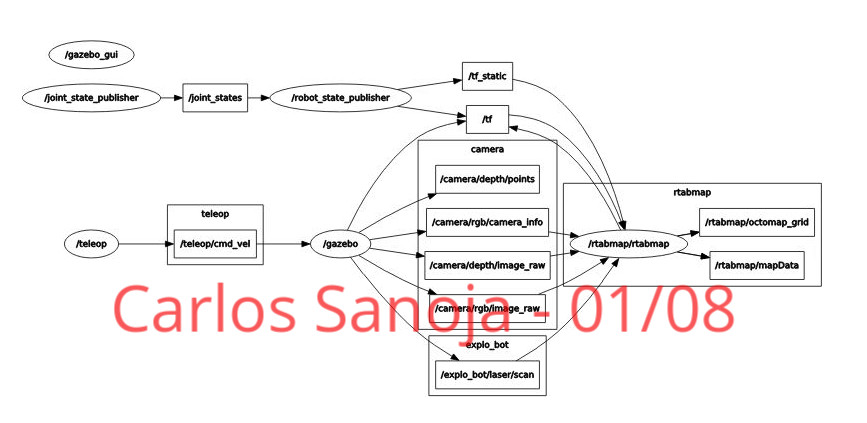 /gazebo_gui
/tf_static
/joint_state_publisher
/joint_states
/robot_state_publisher
/tf
camera
/camera/depth/points
rtabmap
teleop
/camera/rgb/camera_info
/rtabmap/octomap_grid
/teleop
/teleop/cmd_vel
/gazebo
/rtabmap/rtabmap
/camera/depth/image_raw
/rtabmap/mapData
/camera/rgb/image_raw
Carlos Sanoja - 01/08
explo_bot
/explo_bot/laser/scan